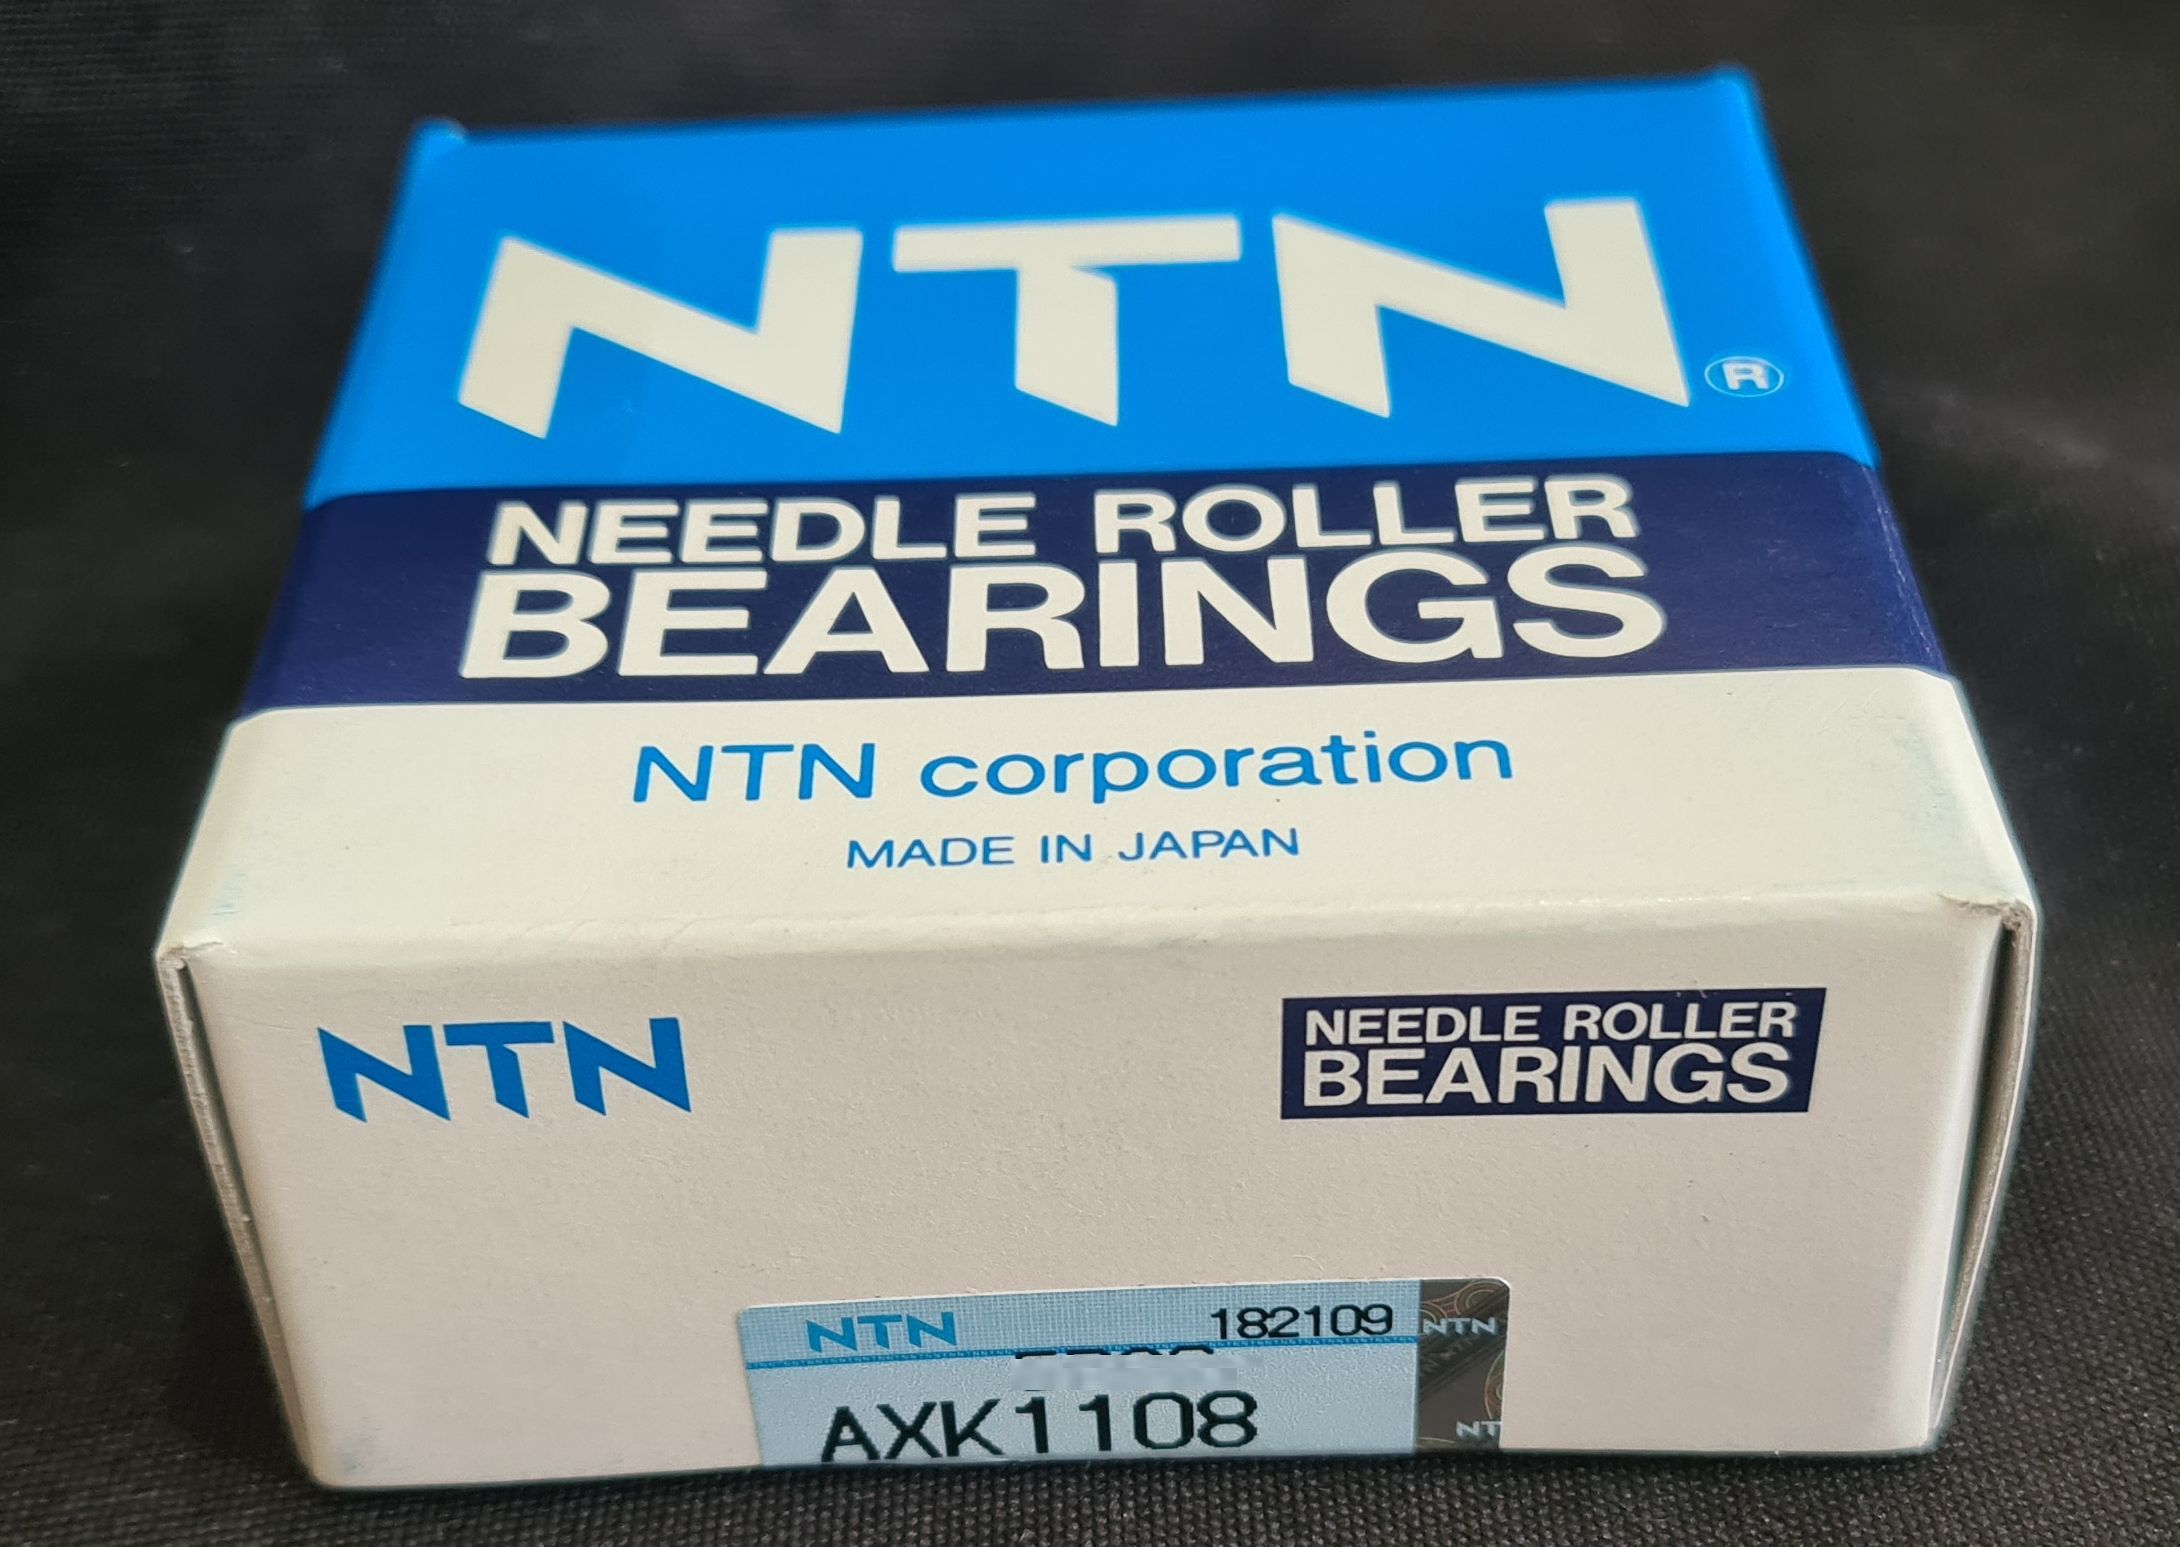 NTN®
NEEDLE ROLLER
BEARINGS
NTN corporation
MADE IN JAPAN
NTN
NEEDLE ROLLER
BEARINGS
NTN 182109 NTN
AXK1108